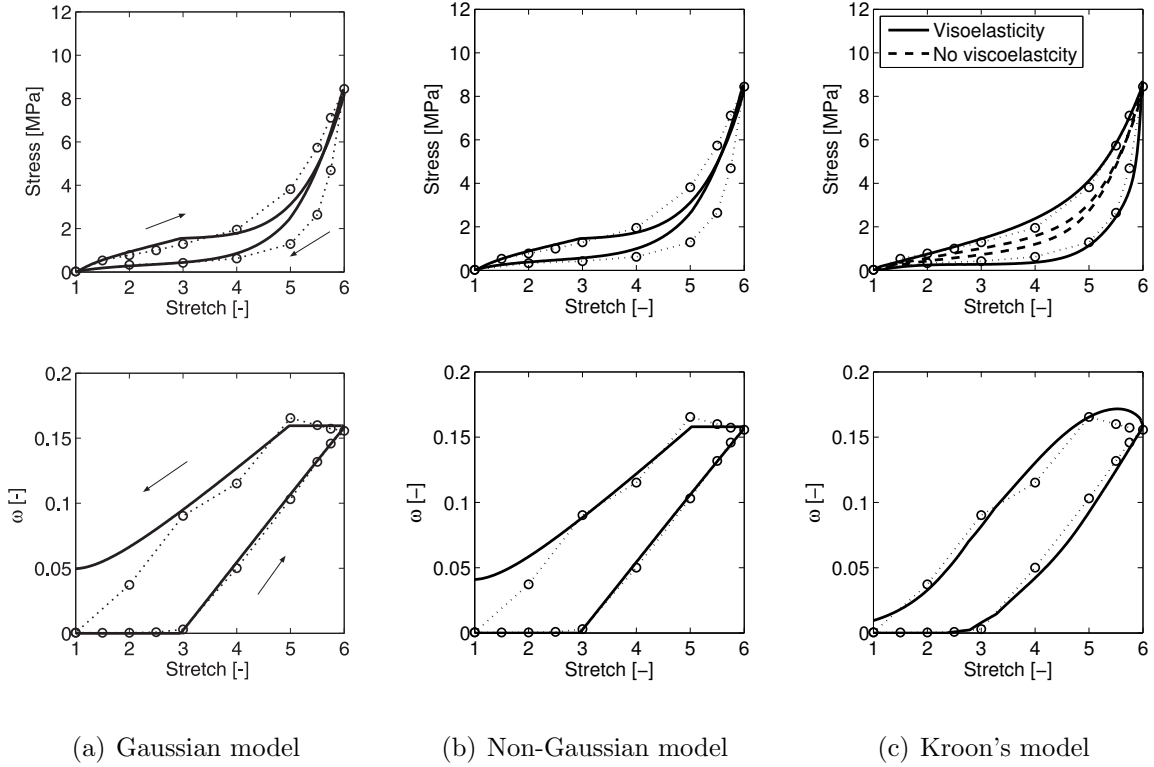 12
10
8
6
4
2
0
Stress [MPa]
1 2 3 4 5 6
Stretch [-]
12
10
8
6
4
2
0
Stress [MPa]
1 2 3 4 5 6
Stretch [−]
12
10
8
6
4
2
0
Stress [MPa]
Visoelasticity
No viscoelastcity
1 2 3 4 5 6
Stretch [−]
0.2
0.15
0.1
0.05
0
ω [-]
1 2 3 4 5 6
Stretch [-]
0.2
0.15
0.1
0.05
0
ω [−]
1 2 3 4 5 6
Stretch [−]
0.2
0.15
0.1
0.05
0
ω [−]
1 2 3 4 5 6
Stretch [−]
(a) Gaussian model
(b) Non-Gaussian model
(c) Kroon's model